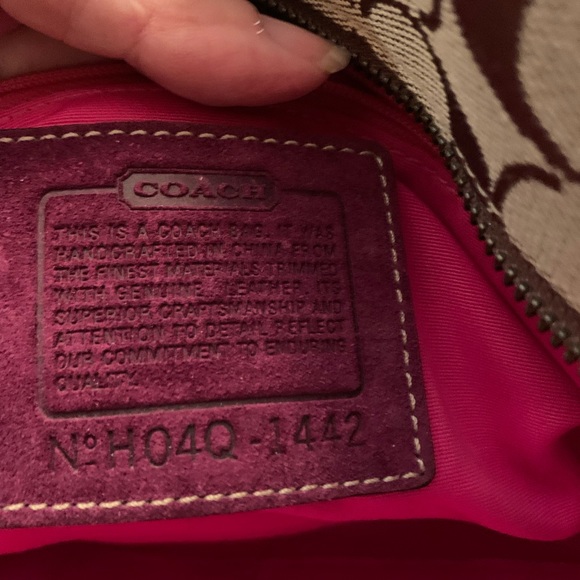 COACH
THIS IS A COACH BAG. IT WAS
HANDCRAFTED IN CHINA FROM
THE FINEST MATERIALS TRIMMED
WITH GENUINE LEATHER. ITS
SUPERIOR CRAFTSMANSHIP AND
ATTENTION TO DETAIL REFLECT
OUR COMMITMENT TO ENDURING
QUALITY.
Nº H04Q-1442